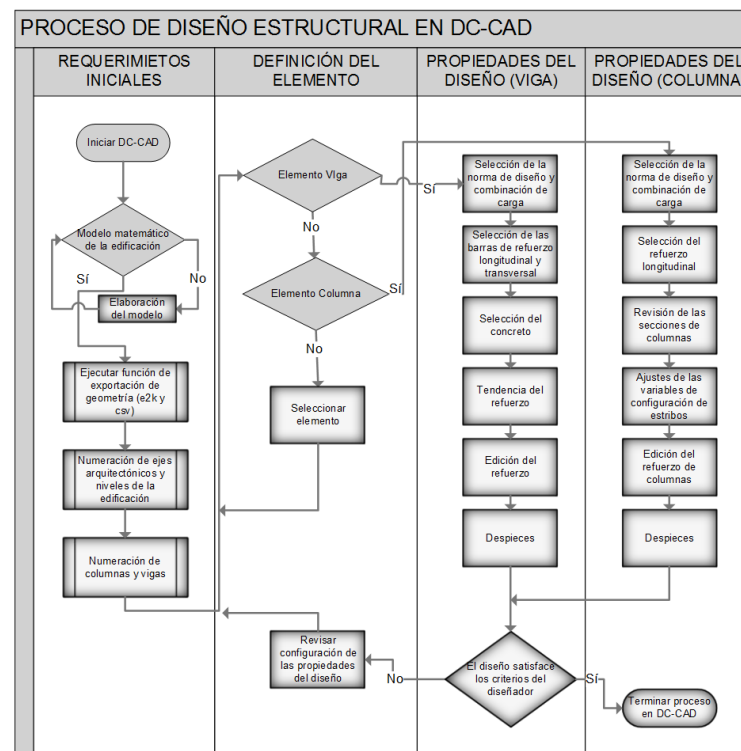 PROCESO DE DISEÑO ESTRUCTURAL EN DC-CAD
REQUERIMIETOS
INICIALES
DEFINICIÓN DEL
ELEMENTO
PROPIEDADES DEL
DISEÑO (VIGA)
PROPIEDADES DEL
DISEÑO (COLUMNA
Iniciar DC-CAD
Modelo matemático
de la edificación
Sí
No
Elaboración
del modelo
Ejecutar función de
exportación de
geometría (e2k y
csv)
Numeración de ejes
arquitectónicos y
niveles de la
edificación
Numeración de
columnas y vigas
Elemento VIga
Sí
No
Elemento Columna
Sí
No
Seleccionar
elemento
Revisar
configuración de
las propiedades
del diseño
Selección de la
norma de diseño y
combinación de
carga
Selección de las
barras de refuerzo
longitudinal y
transversal
Selección del
concreto
Tendencia del
refuerzo
Edición del
refuerzo
Despieces
El diseño satisface
los criterios del
diseñador
No
Sí
Selección de la
norma de diseño y
combinación de
carga
Selección del
refuerzo
longitudinal
Revisión de las
secciones de
columnas
Ajustes de las
variables de
configuración de
estribos
Edición del
refuerzo de
columnas
Despieces
Terminar proceso
en DC-CAD